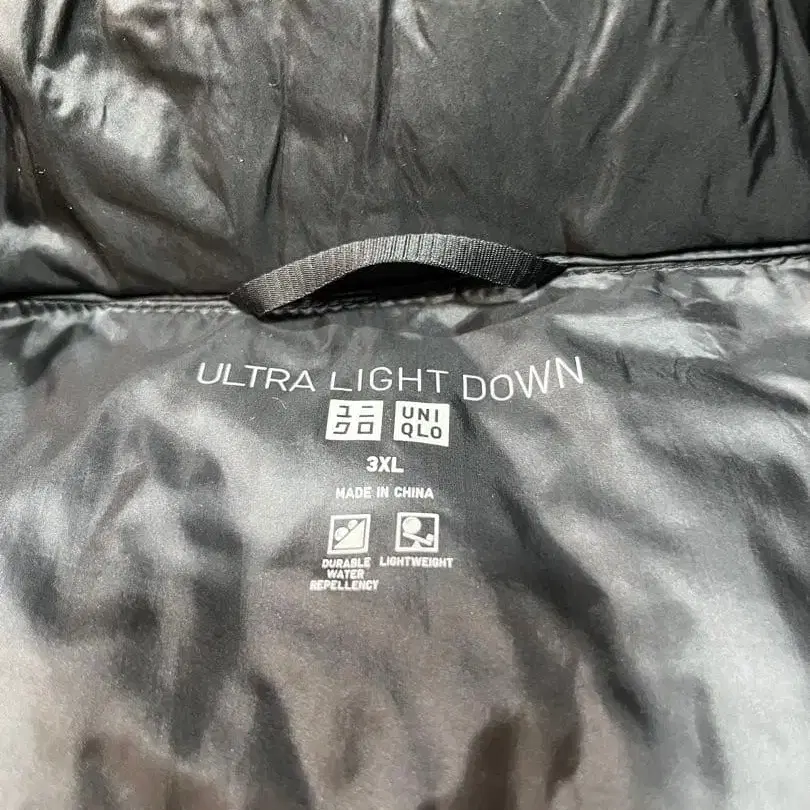 ULTRA LIGHT DOWN
ユニ UNI
クロ QLO
3XL
MADE IN CHINA
DURABLE WATER REPELLENCY
LIGHTWEIGHT